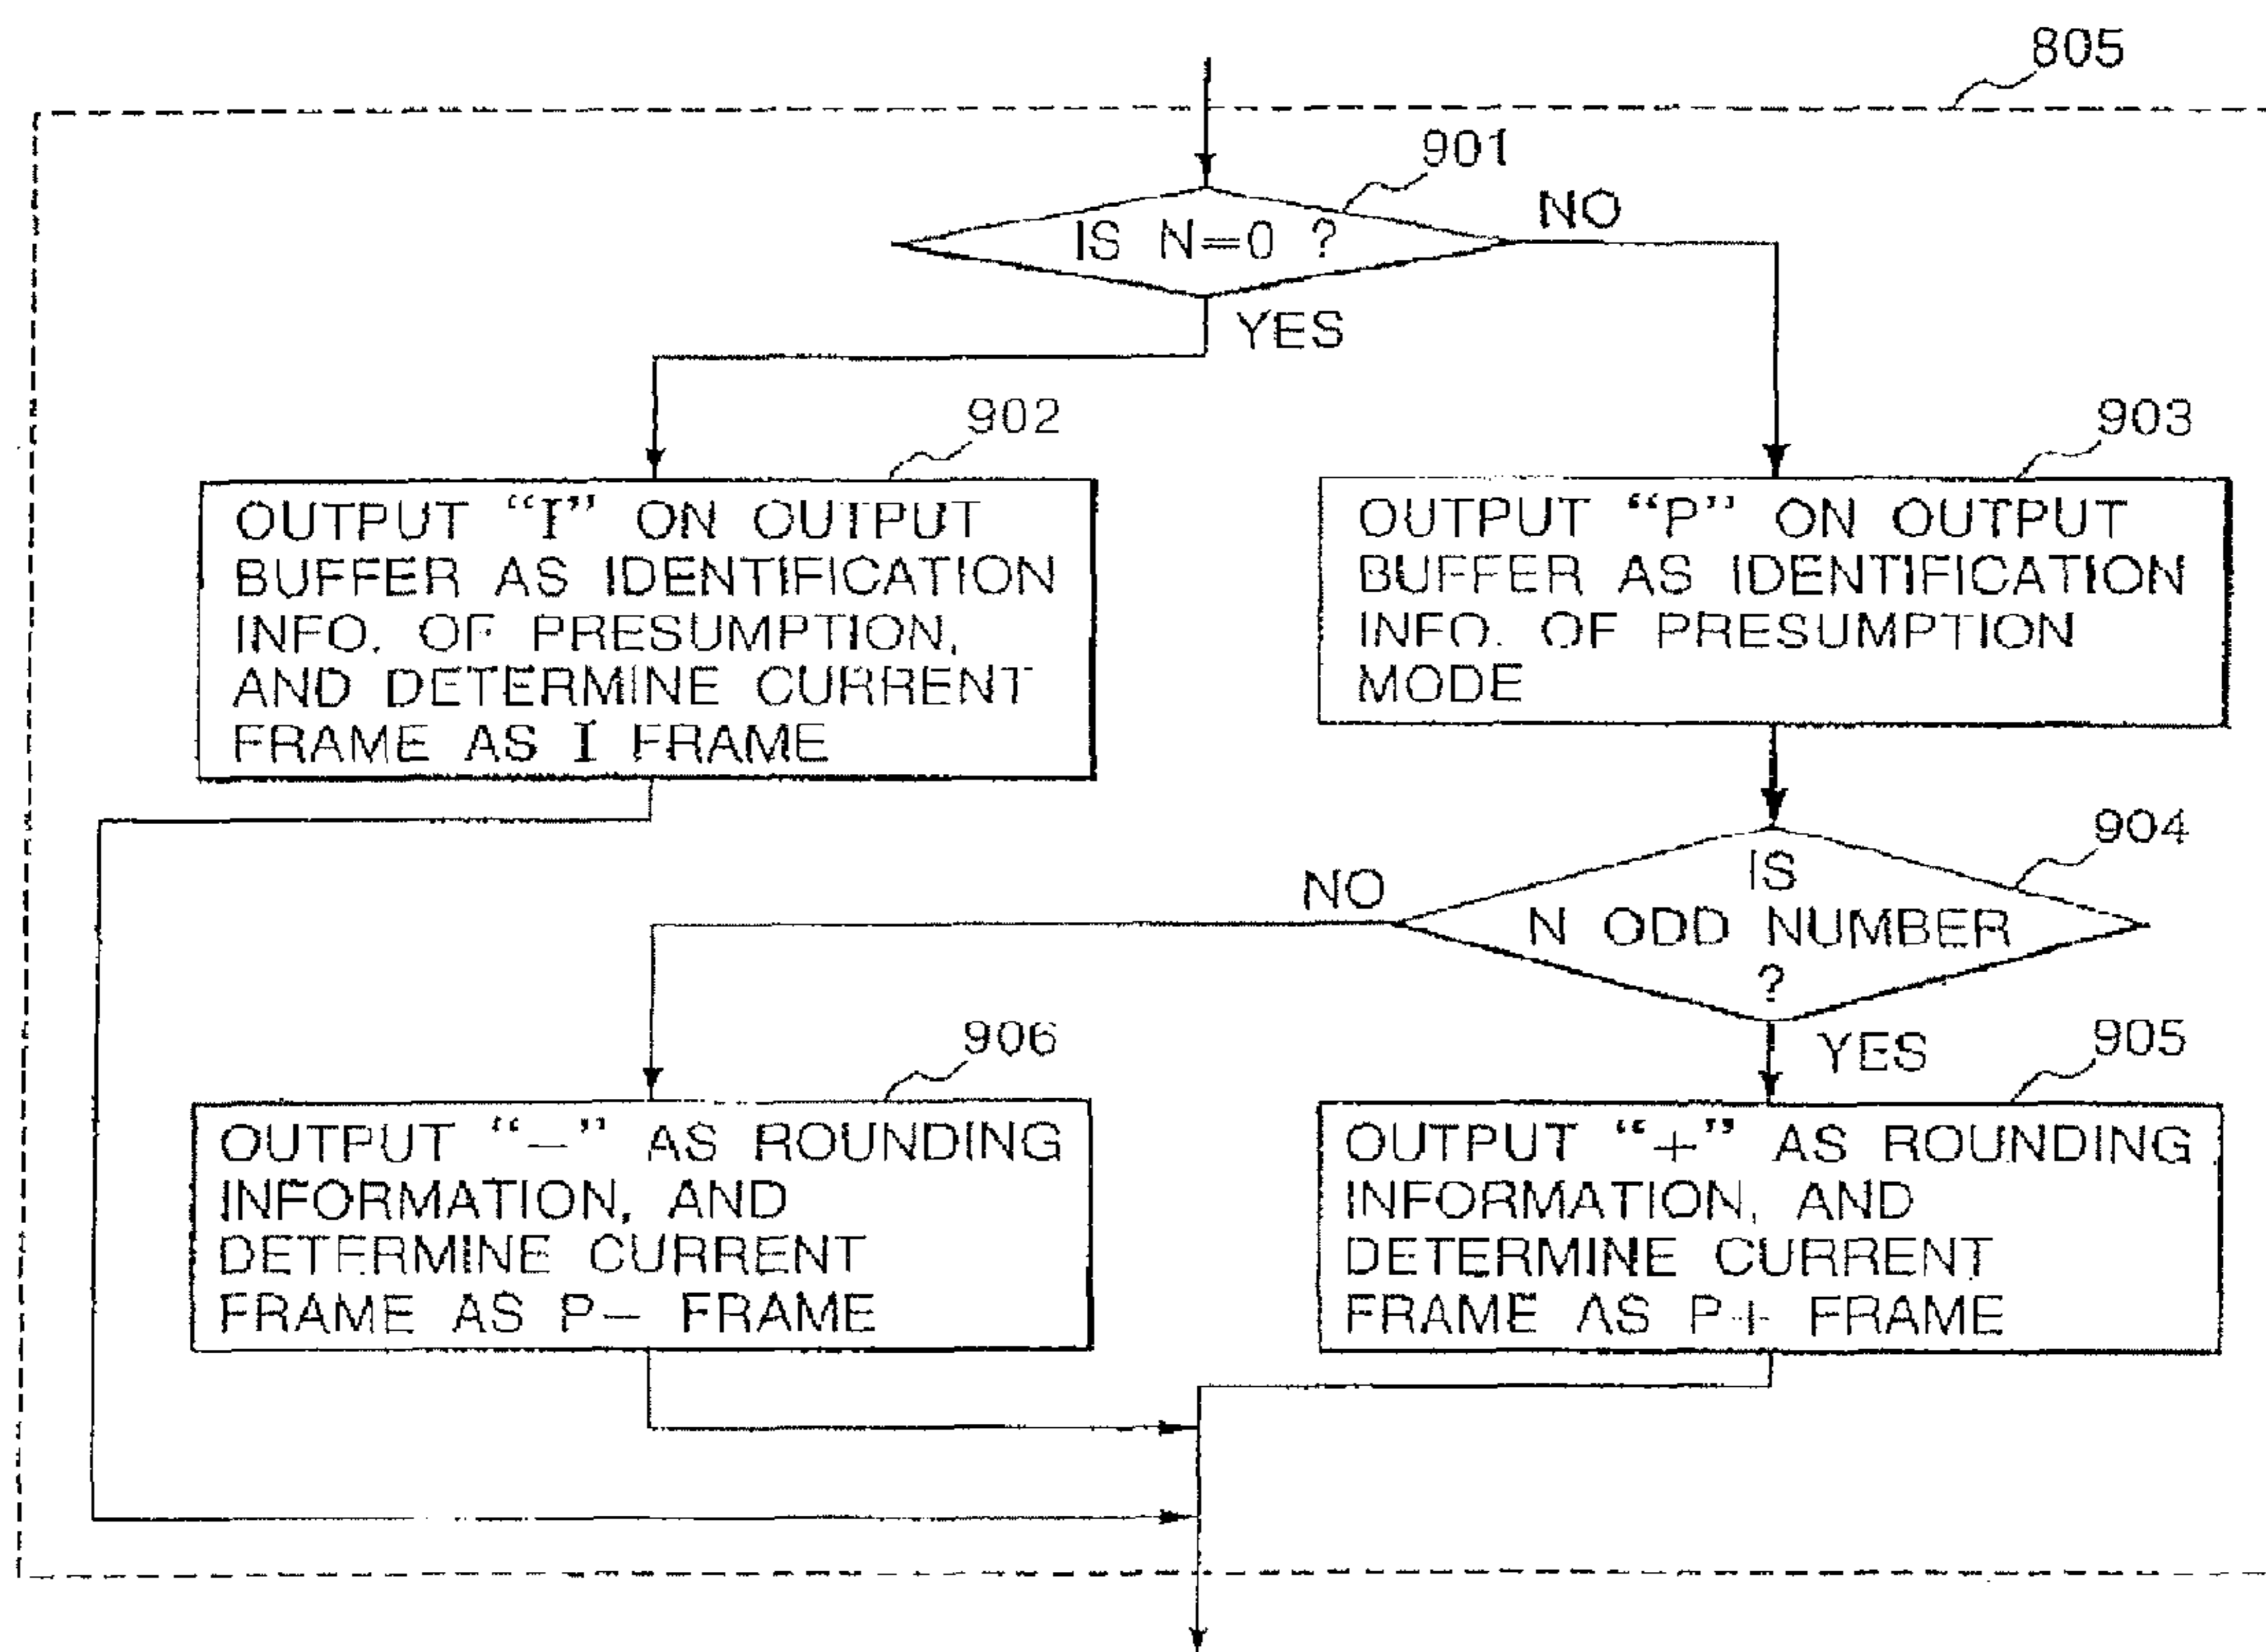 805
901
IS N=0 ?
NO
YES
902
OUTPUT “I” ON OUTPUT
BUFFER AS IDENTIFICATION
INFO. OF PRESUMPTION,
AND DETERMINE CURRENT
FRAME AS I FRAME
903
OUTPUT “P” ON OUTPUT
BUFFER AS IDENTIFICATION
INFO. OF PRESUMPTION
MODE
904
IS
N ODD NUMBER
?
NO
YES
906
OUTPUT “−” AS ROUNDING
INFORMATION, AND
DETERMINE CURRENT
FRAME AS P− FRAME
905
OUTPUT “+” AS ROUNDING
INFORMATION, AND
DETERMINE CURRENT
FRAME AS P+ FRAME